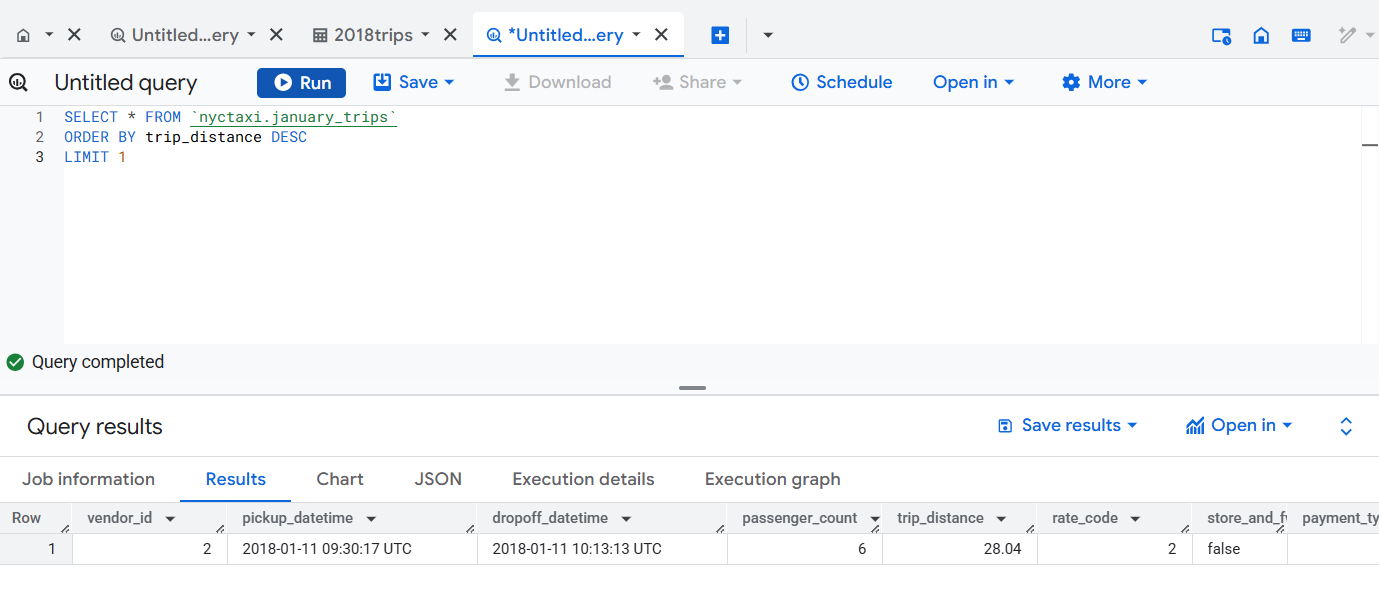 Untitled...ery
2018trips
*Untitled...ery
Untitled query
Run
Save
Download
Share
Schedule
Open in
More
1 SELECT * FROM `nyctaxi.january_trips`
2 ORDER BY trip_distance DESC
3 LIMIT 1
Query completed
Query results
Save results
Open in
Job information
Results
Chart
JSON
Execution details
Execution graph
Row vendor_id pickup_datetime dropoff_datetime passenger_count trip_distance rate_code store_and_f payment_ty
1 2 2018-01-11 09:30:17 UTC 2018-01-11 10:13:13 UTC 6 28.04 2 false